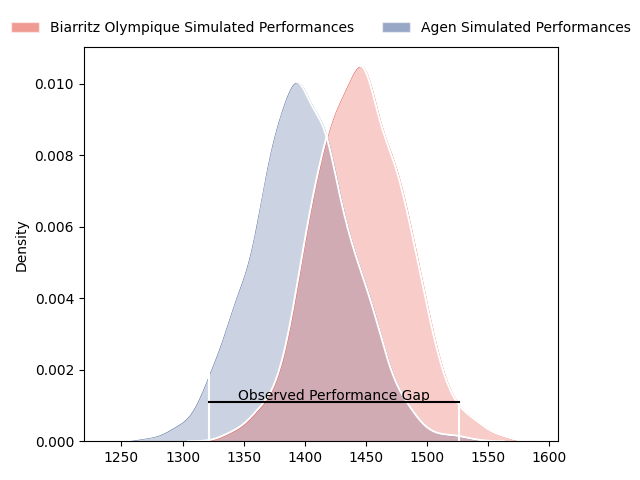 Biarritz Olympique Simulated Performances
Agen Simulated Performances
0.010
0.008
0.006
0.004
0.002
0.000
Density
Observed Performance Gap
1250 1300 1350 1400 1450 1500 1550 1600